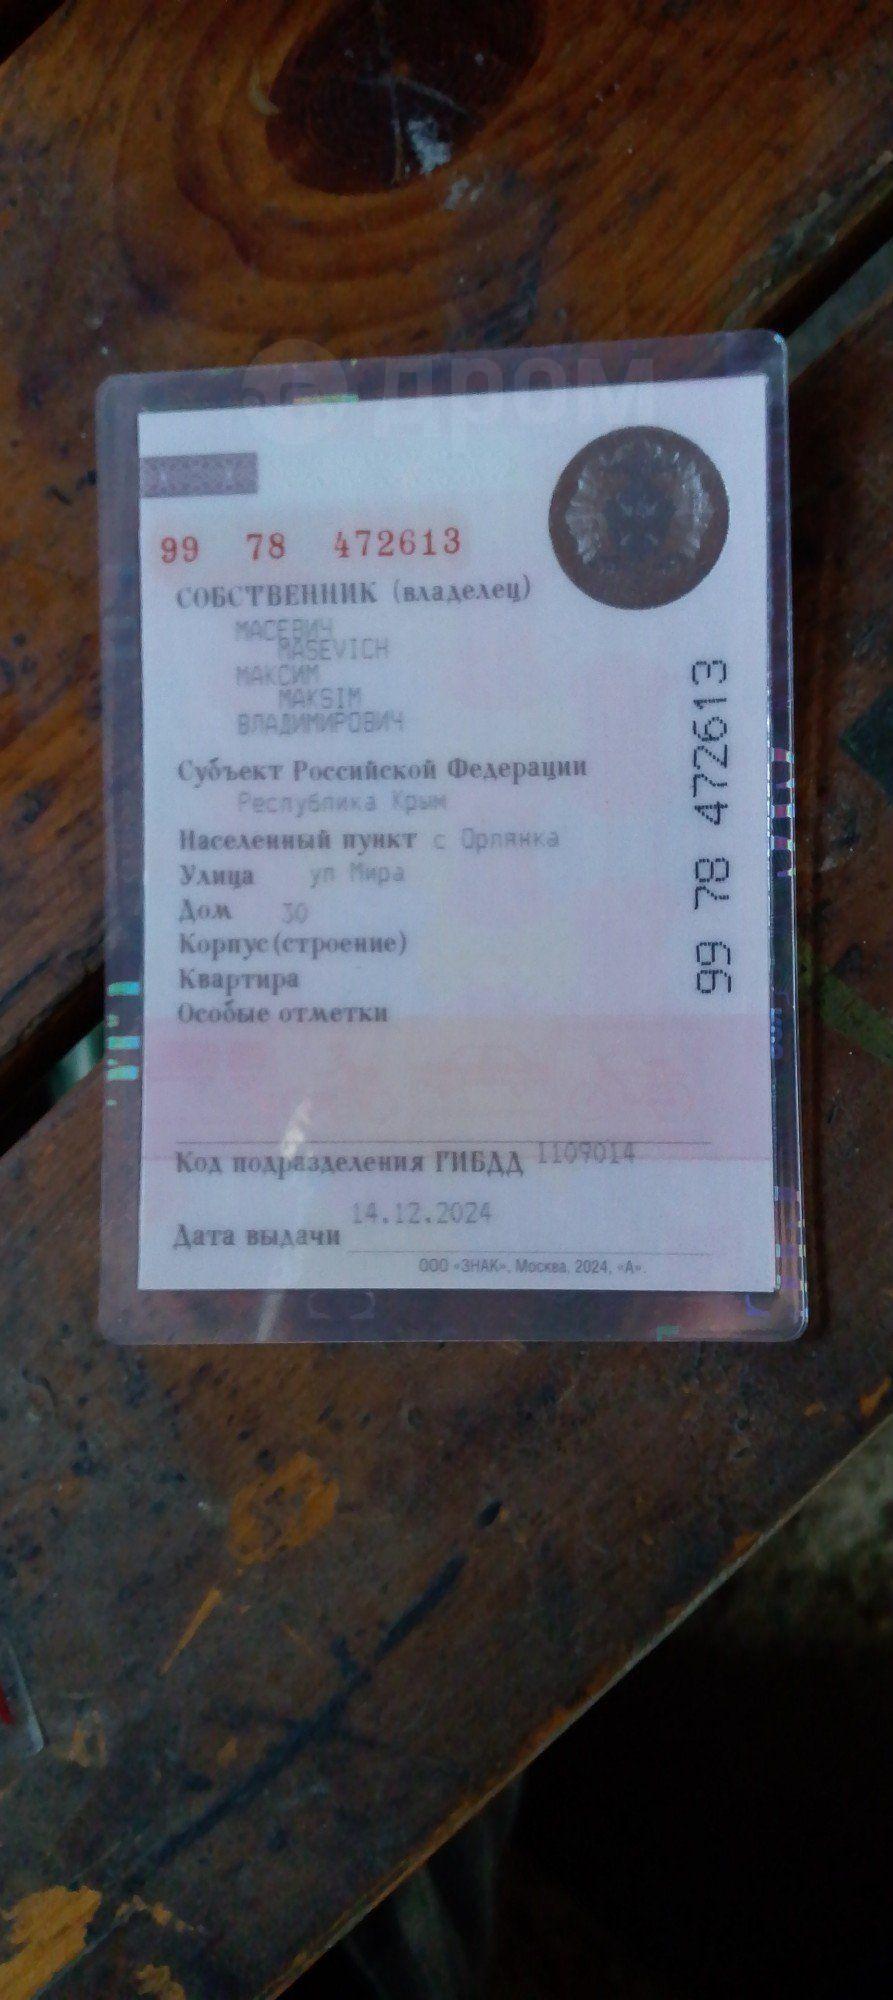 дром
99 78 472613
СОБСТВЕННИК (владелец)
МАСЕВИЧ
MASEVICH
МАКСИМ
MAKSIM
ВЛАДИМИРОВИЧ
Субъект Российской Федерации
Республика Крым
Населенный пункт с Орлянка
Улица ул Мира
Дом 30
Корпус(строение)
Квартира
Особые отметки
Код подразделения ГИБДД 1109014
Дата выдачи 14.12.2024
ООО «ЗНАК», Москва, 2024, «А».
99 78 472613